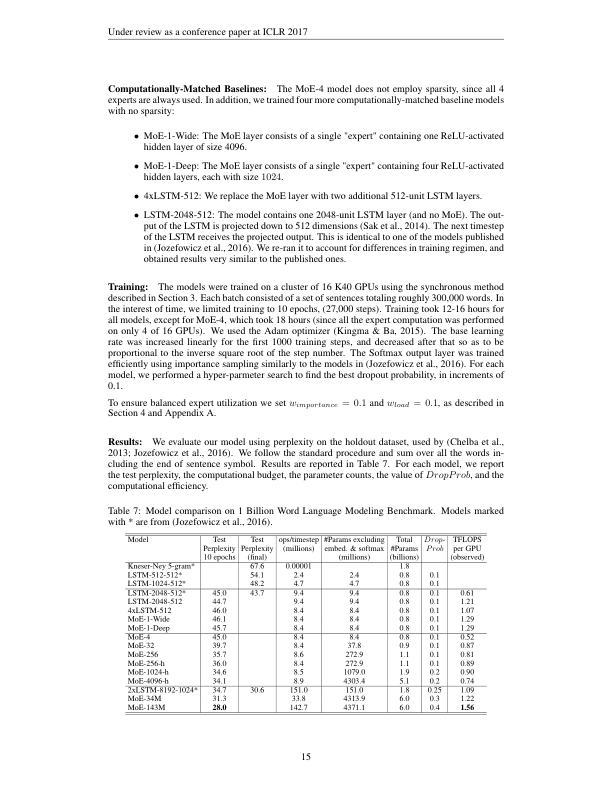 Under review as a conference paper at ICLR 2017
Computationally-Matched Baselines: The MoE-4 model does not employ sparsity, since all 4
experts are always used. In addition, we trained four more computationally-matched baseline models
with no sparsity:
• MoE-1-Wide: The MoE layer consists of a single "expert" containing one ReLU-activated
hidden layer of size 4096.
• MoE-1-Deep: The MoE layer consists of a single "expert" containing four ReLU-activated
hidden layers, each with size 1024.
• 4xLSTM-512: We replace the MoE layer with two additional 512-unit LSTM layers.
• LSTM-2048-512: The model contains one 2048-unit LSTM layer (and no MoE). The out-
put of the LSTM is projected down to 512 dimensions (Sak et al., 2014). The next timestep
of the LSTM receives the projected output. This is identical to one of the models published
in (Jozefowicz et al., 2016). We re-ran it to account for differences in training regimen, and
obtained results very similar to the published ones.
Training: The models were trained on a cluster of 16 K40 GPUs using the synchronous method
described in Section 3. Each batch consisted of a set of sentences totaling roughly 300,000 words. In
the interest of time, we limited training to 10 epochs, (27,000 steps). Training took 12-16 hours for
all models, except for MoE-4, which took 18 hours (since all the expert computation was performed
on only 4 of 16 GPUs). We used the Adam optimizer (Kingma & Ba, 2015). The base learning
rate was increased linearly for the first 1000 training steps, and decreased after that so as to be
proportional to the inverse square root of the step number. The Softmax output layer was trained
efficiently using importance sampling similarly to the models in (Jozefowicz et al., 2016). For each
model, we performed a hyper-parmeter search to find the best dropout probability, in increments of
0.1.
To ensure balanced expert utilization we set w_importance = 0.1 and w_load = 0.1, as described in
Section 4 and Appendix A.
Results: We evaluate our model using perplexity on the holdout dataset, used by (Chelba et al.,
2013; Jozefowicz et al., 2016). We follow the standard procedure and sum over all the words in-
cluding the end of sentence symbol. Results are reported in Table 7. For each model, we report
the test perplexity, the computational budget, the parameter counts, the value of DropProb, and the
computational efficiency.
Table 7: Model comparison on 1 Billion Word Language Modeling Benchmark. Models marked
with * are from (Jozefowicz et al., 2016).
Model Test Test ops/timestep #Params excluding Total Drop- TFLOPS
Perplexity Perplexity (millions) embed. & softmax #Params Prob per GPU
10 epochs (final) (millions) (billions) (observed)
Kneser-Ney 5-gram* 67.6 0.00001 1.8
LSTM-512-512* 54.1 2.4 2.4 0.8 0.1
LSTM-1024-512* 48.2 4.7 4.7 0.8 0.1
LSTM-2048-512* 45.0 43.7 9.4 9.4 0.8 0.1 0.61
LSTM-2048-512 44.7 9.4 9.4 0.8 0.1 1.21
4xLSTM-512 46.0 8.4 8.4 0.8 0.1 1.07
MoE-1-Wide 46.1 8.4 8.4 0.8 0.1 1.29
MoE-1-Deep 45.7 8.4 8.4 0.8 0.1 1.29
MoE-4 45.0 8.4 8.4 0.8 0.1 0.52
MoE-32 39.7 8.4 37.8 0.9 0.1 0.87
MoE-256 35.7 8.6 272.9 1.1 0.1 0.81
MoE-256-h 36.0 8.4 272.9 1.1 0.1 0.89
MoE-1024-h 34.6 8.5 1079.0 1.9 0.2 0.90
MoE-4096-h 34.1 8.9 4303.4 5.1 0.2 0.74
2xLSTM-8192-1024* 34.7 30.6 151.0 151.0 1.8 0.25 1.09
MoE-34M 31.3 33.8 4313.9 6.0 0.3 1.22
MoE-143M 28.0 142.7 4371.1 6.0 0.4 1.56
15